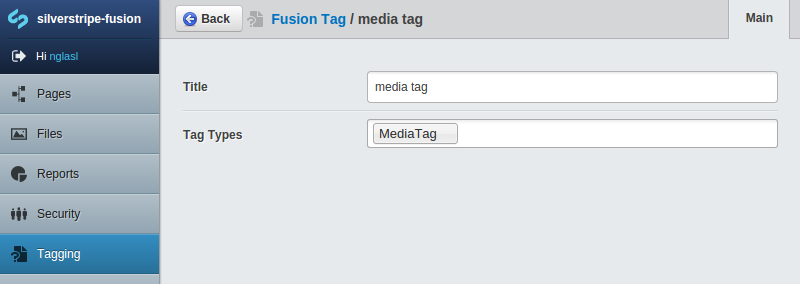 silverstripe-fusion
Back
Fusion Tag / media tag
Main
Hi nglasl
Pages
Files
Reports
Security
Tagging
Title
media tag
Tag Types
MediaTag